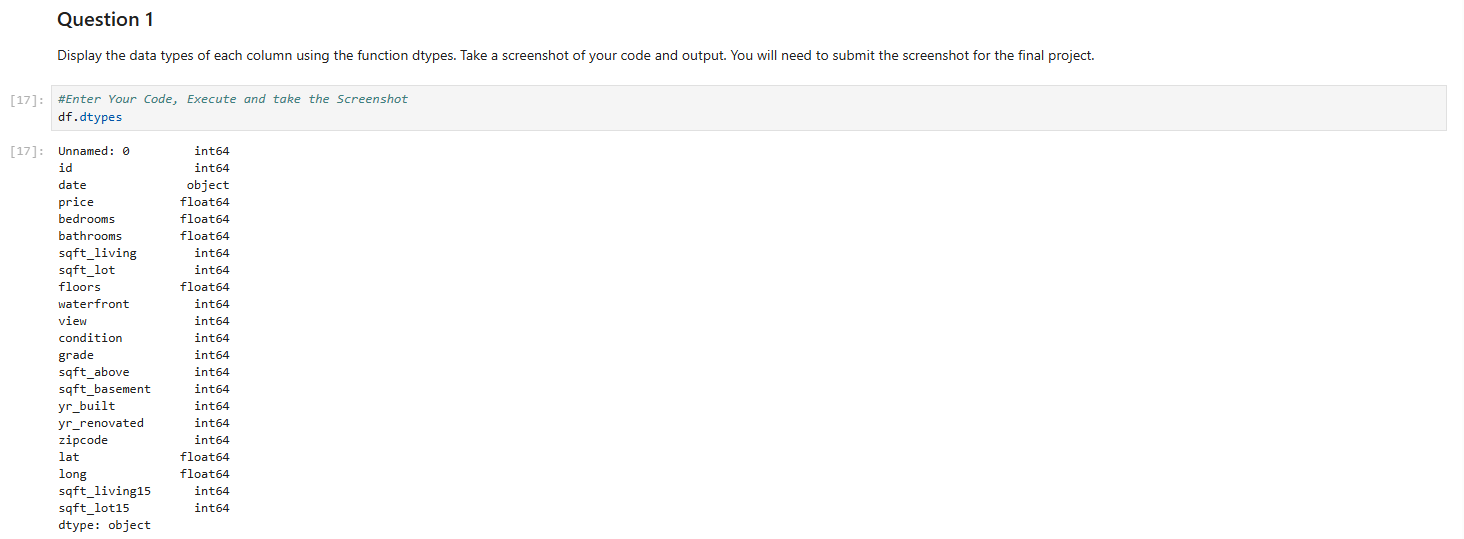 Question 1
Display the data types of each column using the function dtypes. Take a screenshot of your code and output. You will need to submit the screenshot for the final project.
[17]: #Enter Your Code, Execute and take the Screenshot
df.dtypes
[17]: Unnamed: 0 int64
id int64
date object
price float64
bedrooms float64
bathrooms float64
sqft_living int64
sqft_lot int64
floors float64
waterfront int64
view int64
condition int64
grade int64
sqft_above int64
sqft_basement int64
yr_built int64
yr_renovated int64
zipcode int64
lat float64
long float64
sqft_living15 int64
sqft_lot15 int64
dtype: object